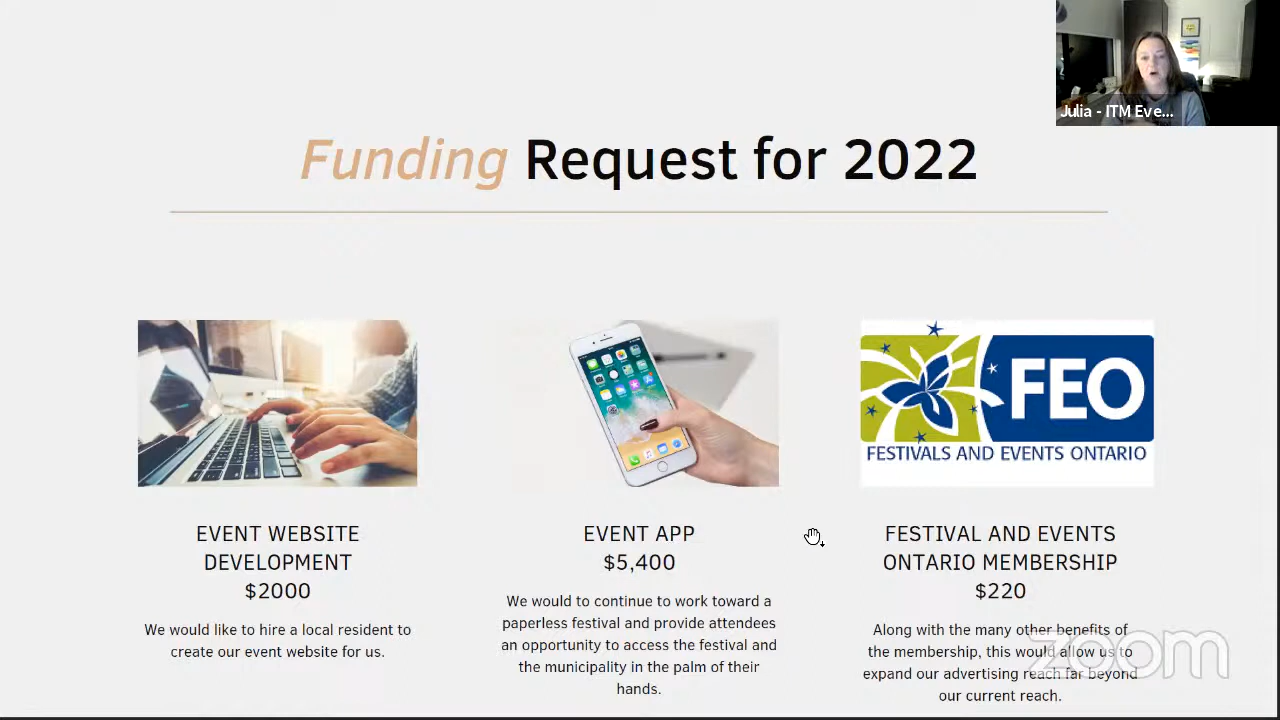 Julia - ITM Eve...
Funding Request for 2022
FEO
FESTIVALS AND EVENTS ONTARIO
EVENT WEBSITE
DEVELOPMENT
$2000
We would like to hire a local resident to
create our event website for us.
EVENT APP
$5,400
We would to continue to work toward a
paperless festival and provide attendees
an opportunity to access the festival and
the municipality in the palm of their
hands.
FESTIVAL AND EVENTS
ONTARIO MEMBERSHIP
$220
Along with the many other benefits of
the membership, this would allow us to
expand our advertising reach far beyond
our current reach.
zoom